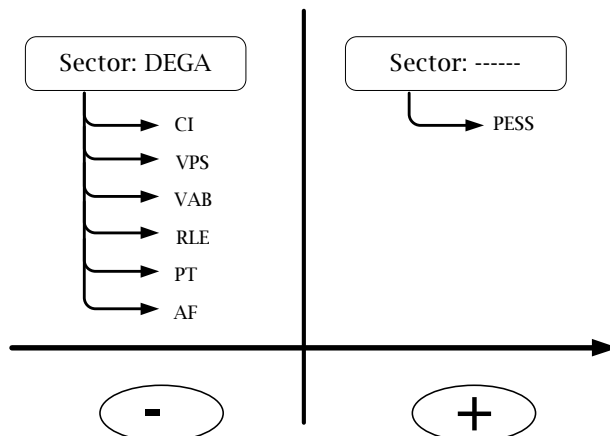 Sector: DEGA
CI
VPS
VAB
RLE
PT
AF
Sector: ------
PESS
-
+